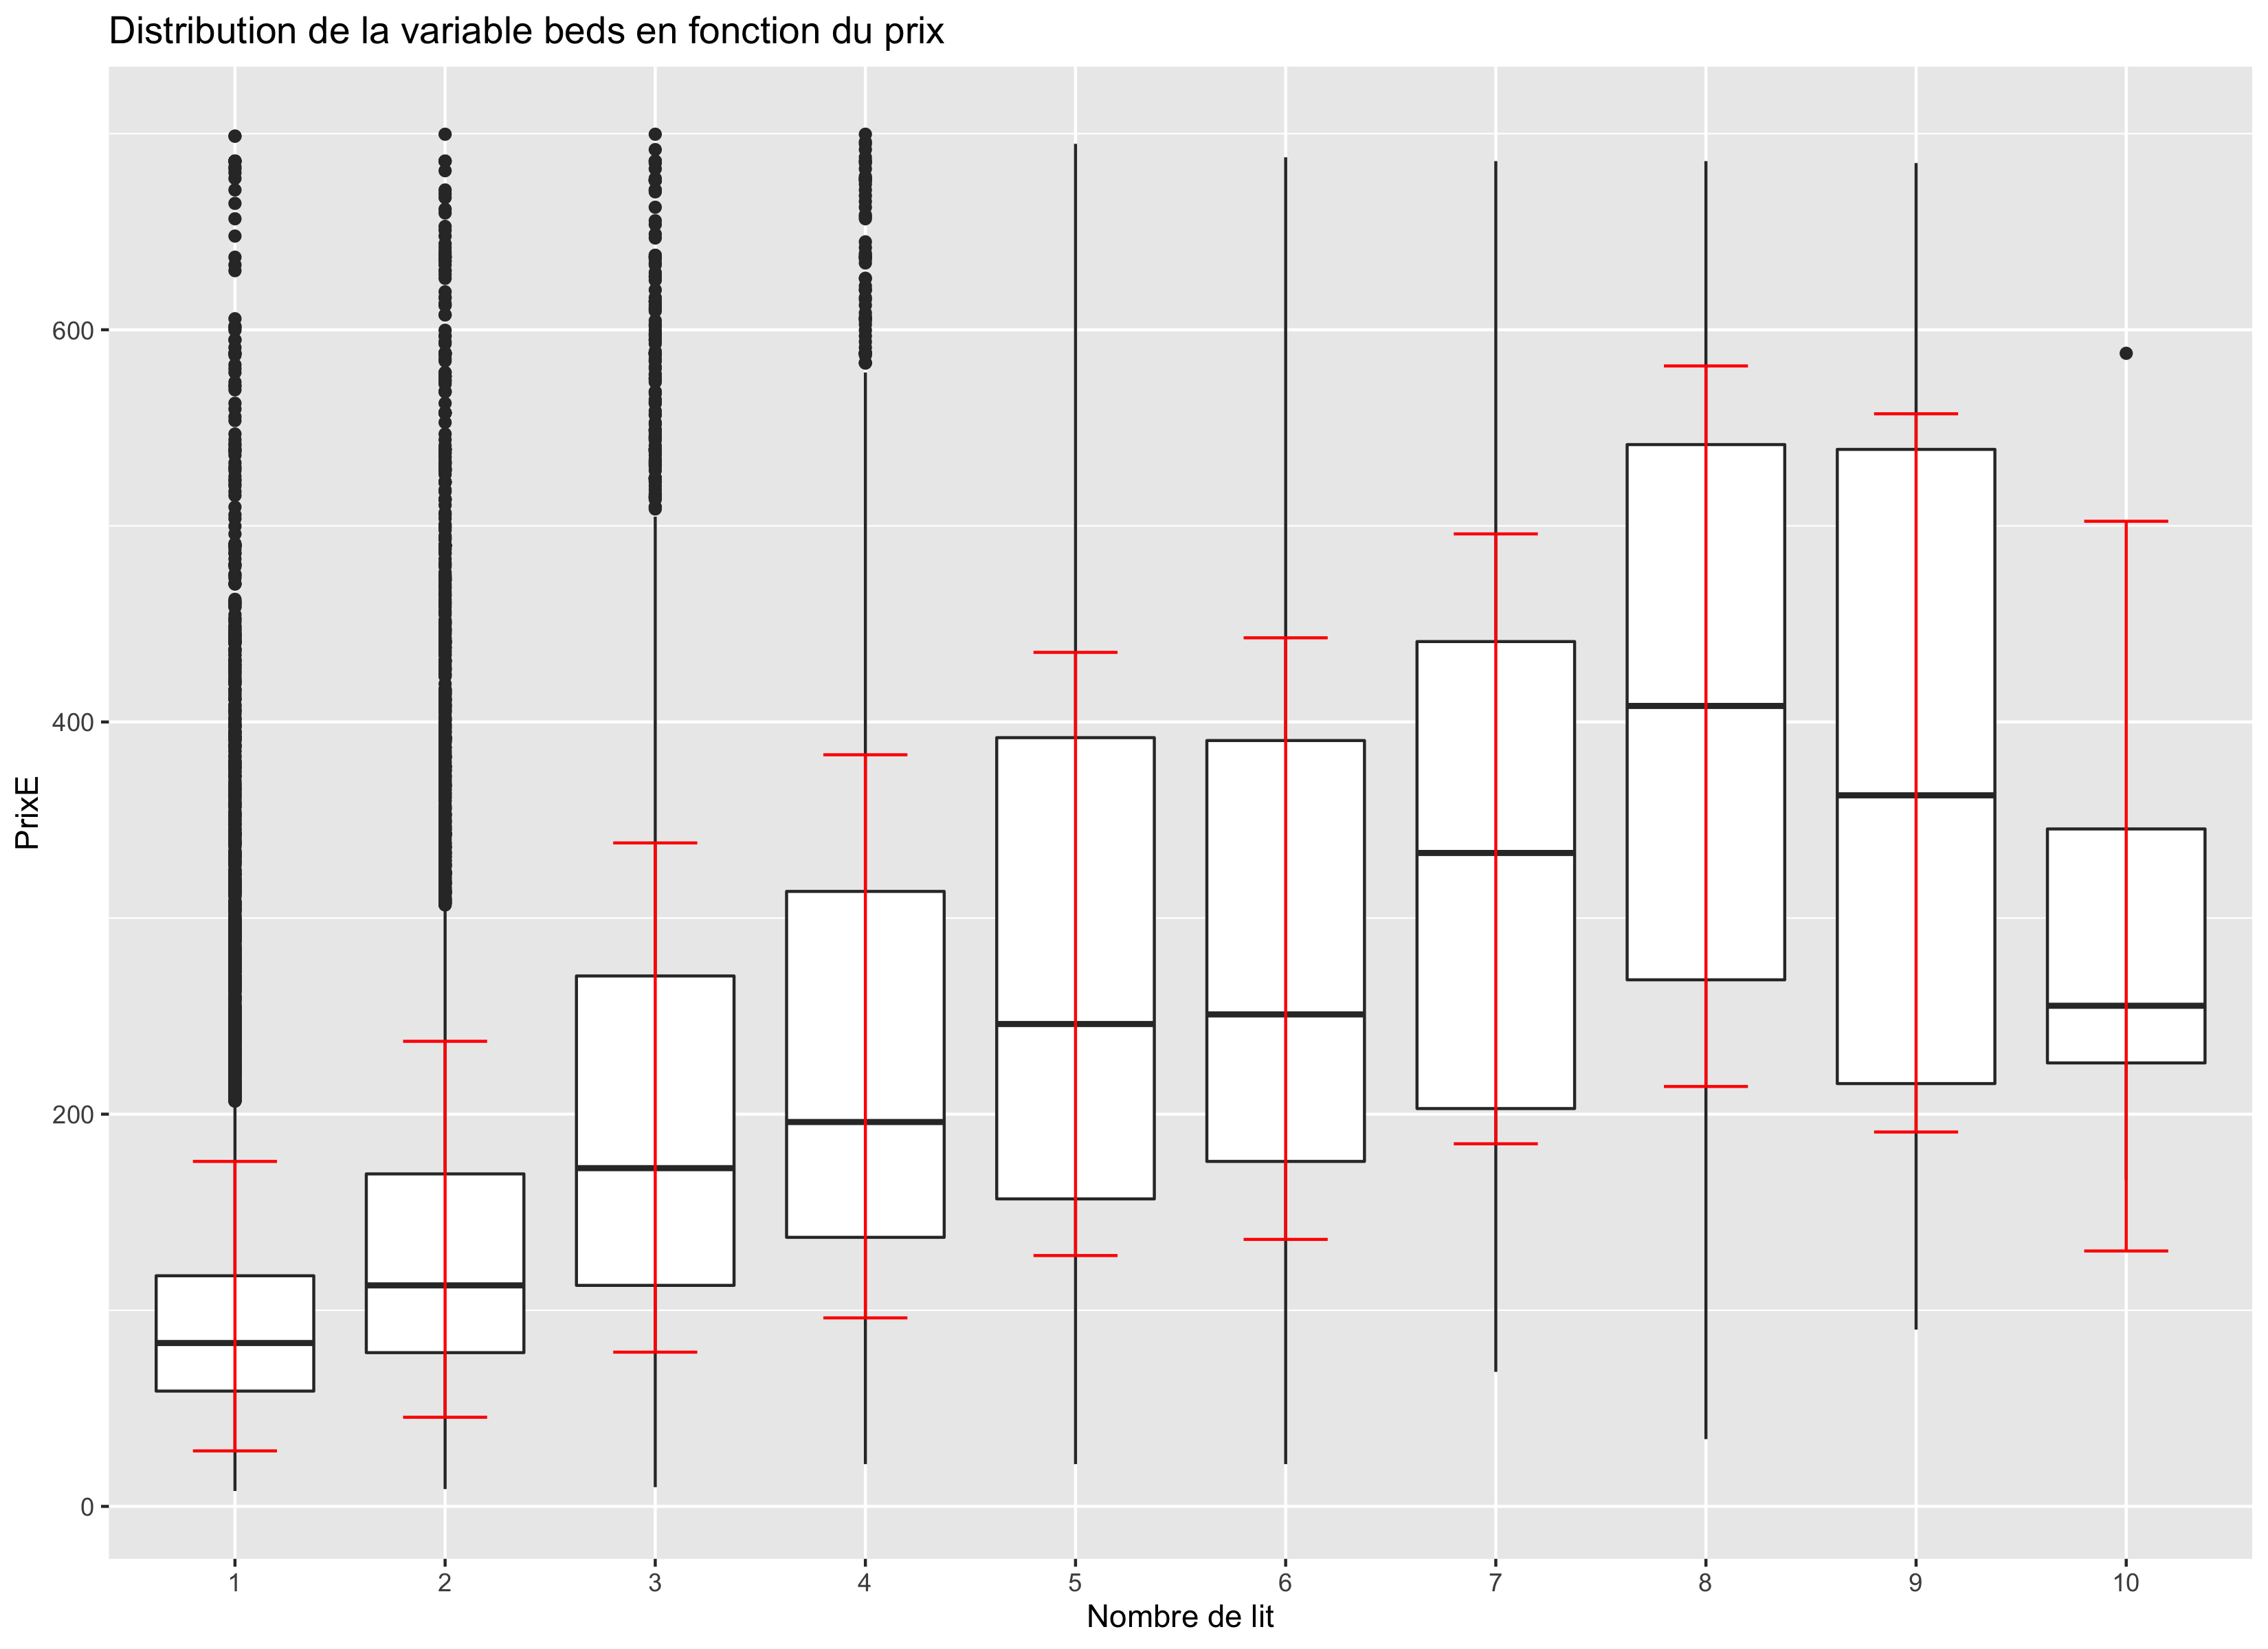 Distribution de la variable beds en fonction du prix
PrixE
600
400
200
0
1 2 3 4 5 6 7 8 9 10
Nombre de lit